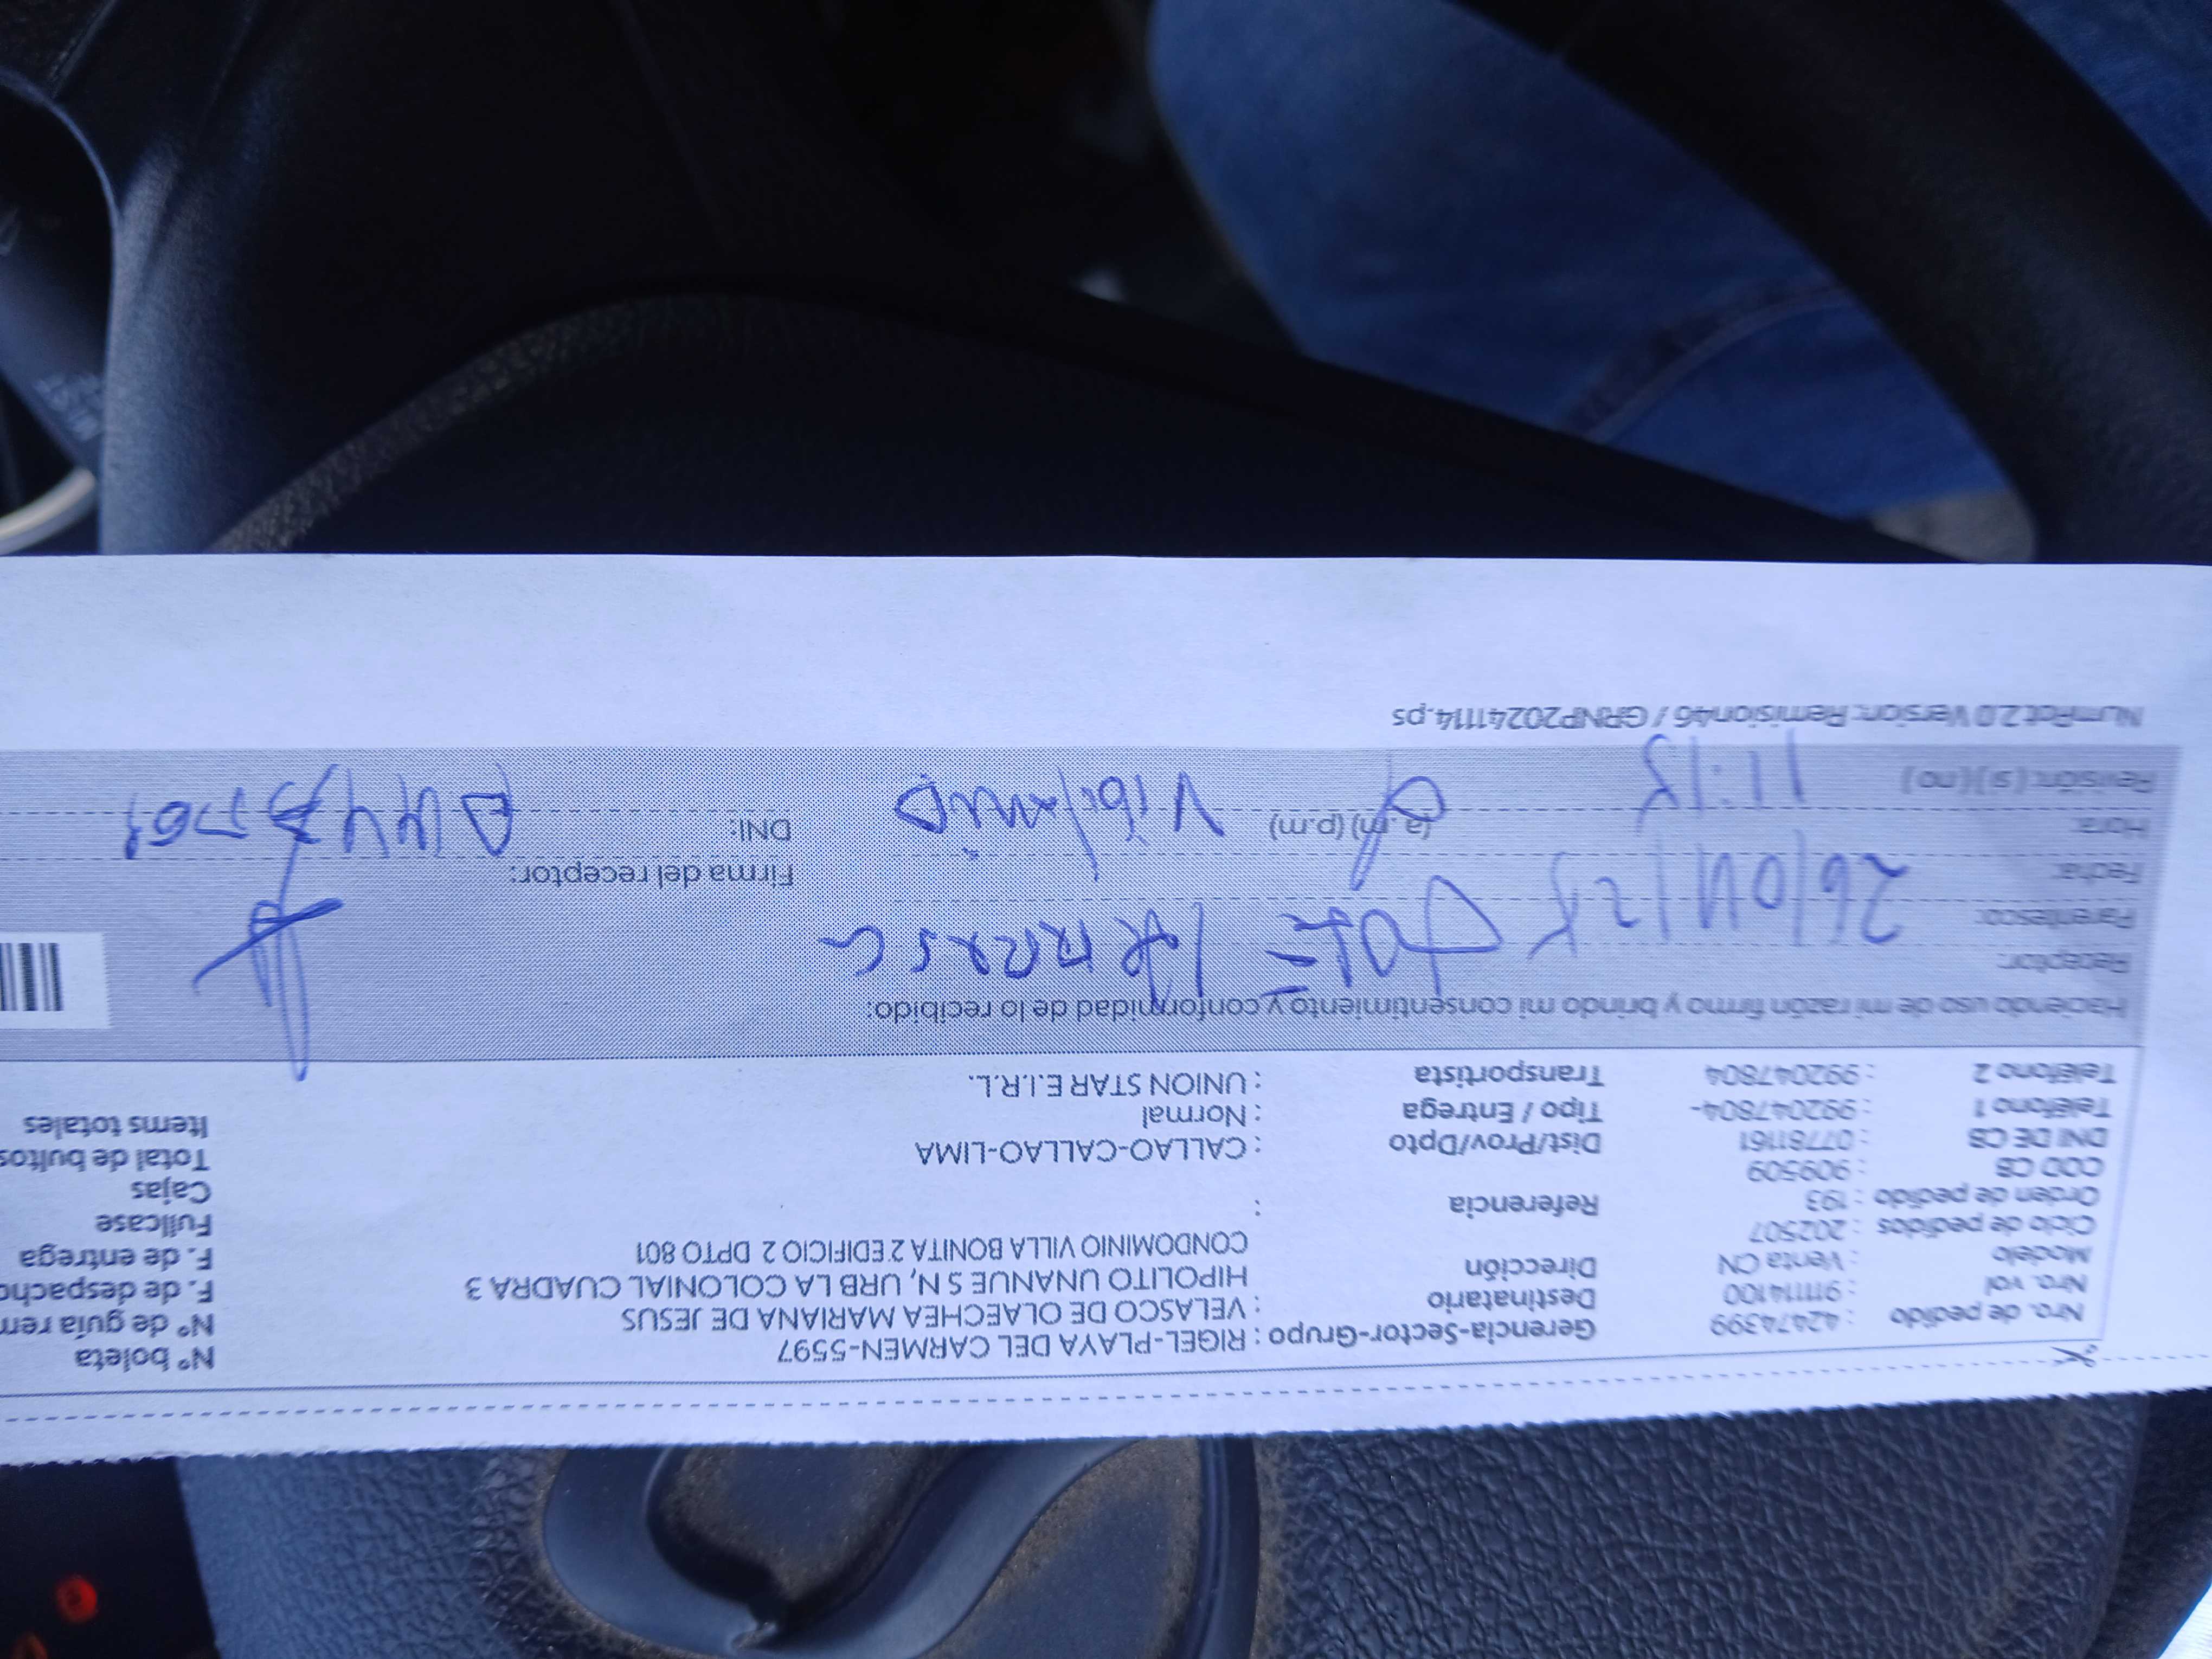 Gerencia-Sector-Grupo : RIGEL-PLAYA DEL CARMEN-5597
Nro. de pedido : 42474399
Destinatario : VELASCO DE OLAECHEA MARIANA DE JESUS
Nro. vol : 911114100
Dirección HIPOLITO UNANUE S N, URB LA COLONIAL CUADRA 3
CONDOMINIO VILLA BONITA 2 EDIFICIO 2 DPTO 801
Modelo : Venta CN
Ciclo de pedidos : 202507
Referencia :
Orden de pedido : 193
COD CB : 909509
Dist/Prov/Dpto : CALLAO-CALLAO-LIMA
DNI DE CB : 07781161
Tipo / Entrega : Normal
Teléfono 1 : 992047804-
Transportista : UNION STAR E.I.R.L.
Teléfono 2 : 992047804
Nº boleta
Nº de guía rem
F. de despacho
F. de entrega
Fullcase
Cajas
Total de bultos
Items totales
Haciendo uso de mi razón firmo y brindo mi consentimiento y conformidad de lo recibido:
Receptor: JOSE
Parentesco:
Fecha: 26/04/25
Firma del receptor:
Hora: 11:15 (a.m) (p.m)
DNI:
Revisión: (si) (no)
NumRot 2.0 Version: Remision46 / GRNP20241114.ps